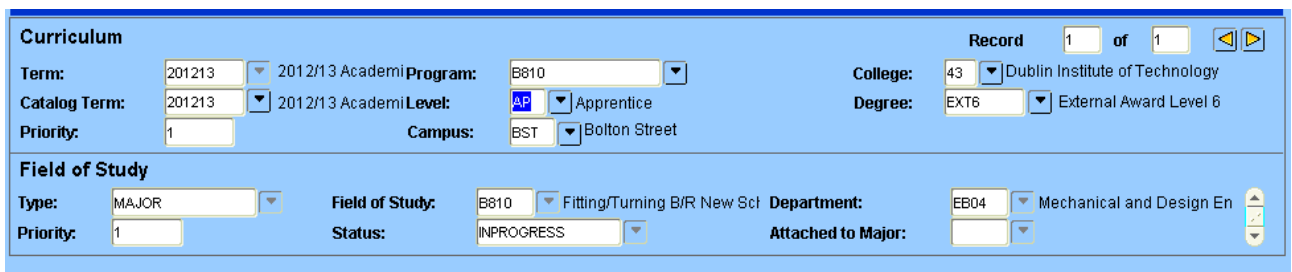 Curriculum Record 1 of 1
Term: 201213 2012/13 Academi Program: B810 College: 43 Dublin Institute of Technology
Catalog Term: 201213 2012/13 Academi Level: AP Apprentice Degree: EXT6 External Award Level 6
Priority: 1 Campus: BST Bolton Street
Field of Study
Type: MAJOR Field of Study: B810 Fitting/Turning B/R New Scl Department: EB04 Mechanical and Design En
Priority: 1 Status: INPROGRESS Attached to Major: